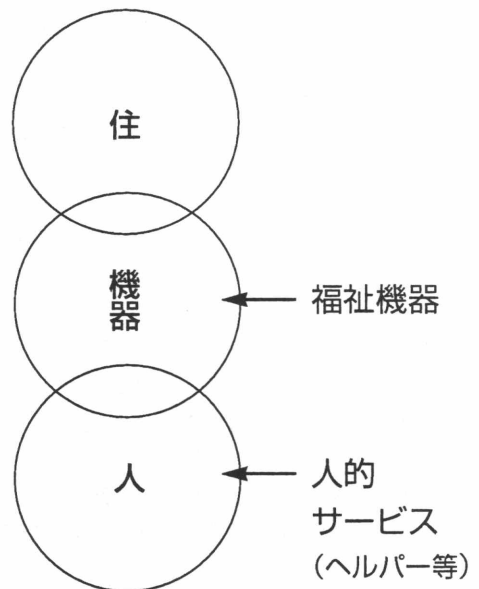 住
機器
福祉機器
人
人的
サービス
（ヘルパー等）